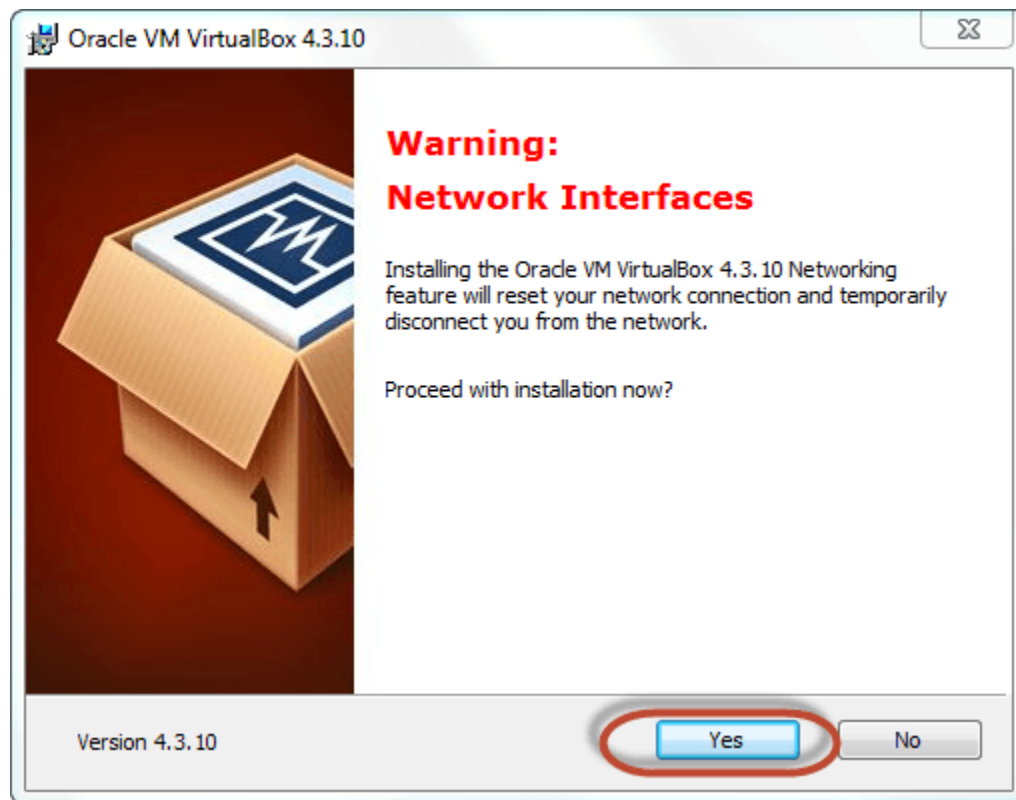 Oracle VM VirtualBox 4.3.10
Warning:
Network Interfaces
Installing the Oracle VM VirtualBox 4.3.10 Networking
feature will reset your network connection and temporarily
disconnect you from the network.
Proceed with installation now?
Version 4.3.10
Yes
No